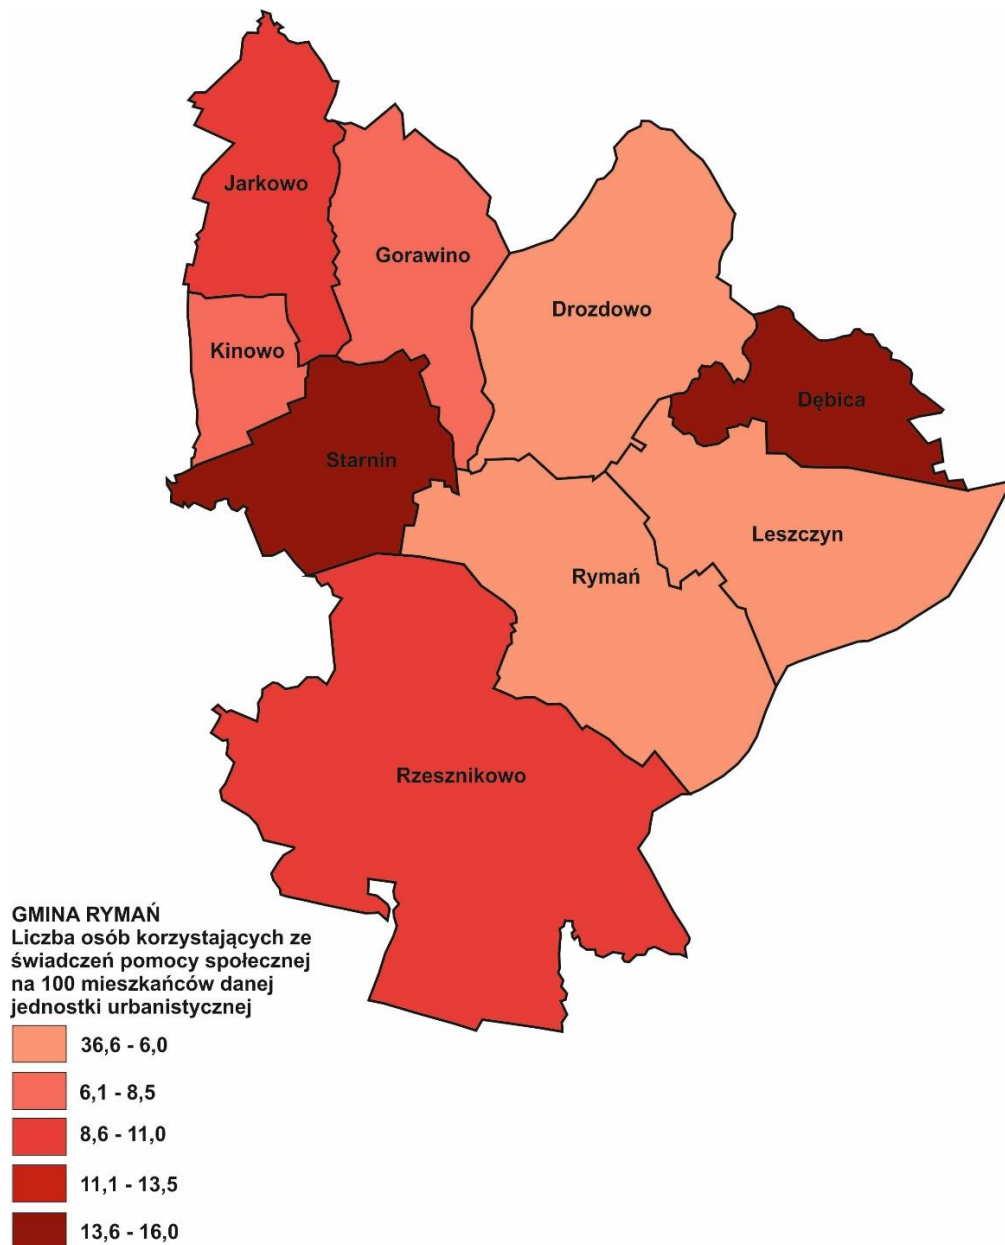 Jarkowo
Gorawino
Drozdowo
Kinowo
Dębica
Starnin
Leszczyn
Rymań
Rzesznikowo
GMINA RYMAŃ
Liczba osób korzystających ze
świadczeń pomocy społecznej
na 100 mieszkańców danej
jednostki urbanistycznej
36,6 - 6,0
6,1 - 8,5
8,6 - 11,0
11,1 - 13,5
13,6 - 16,0